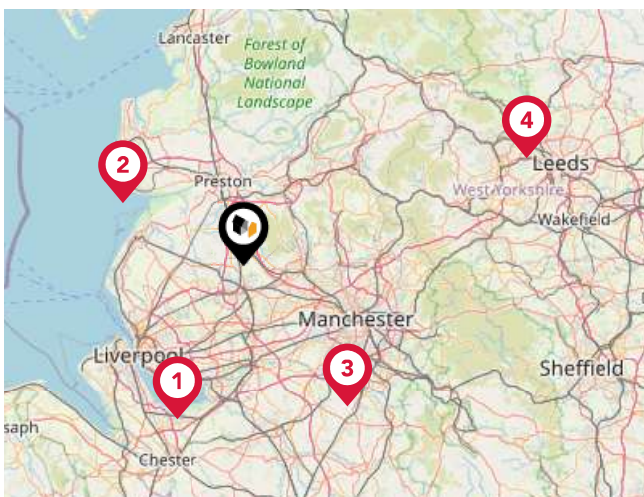 Lancaster
Forest of
Bowland
National
Landscape
4
2
Leeds
Preston
West Yorkshire
Wakefield
Manchester
Liverpool
3
Sheffield
1
saph
Chester